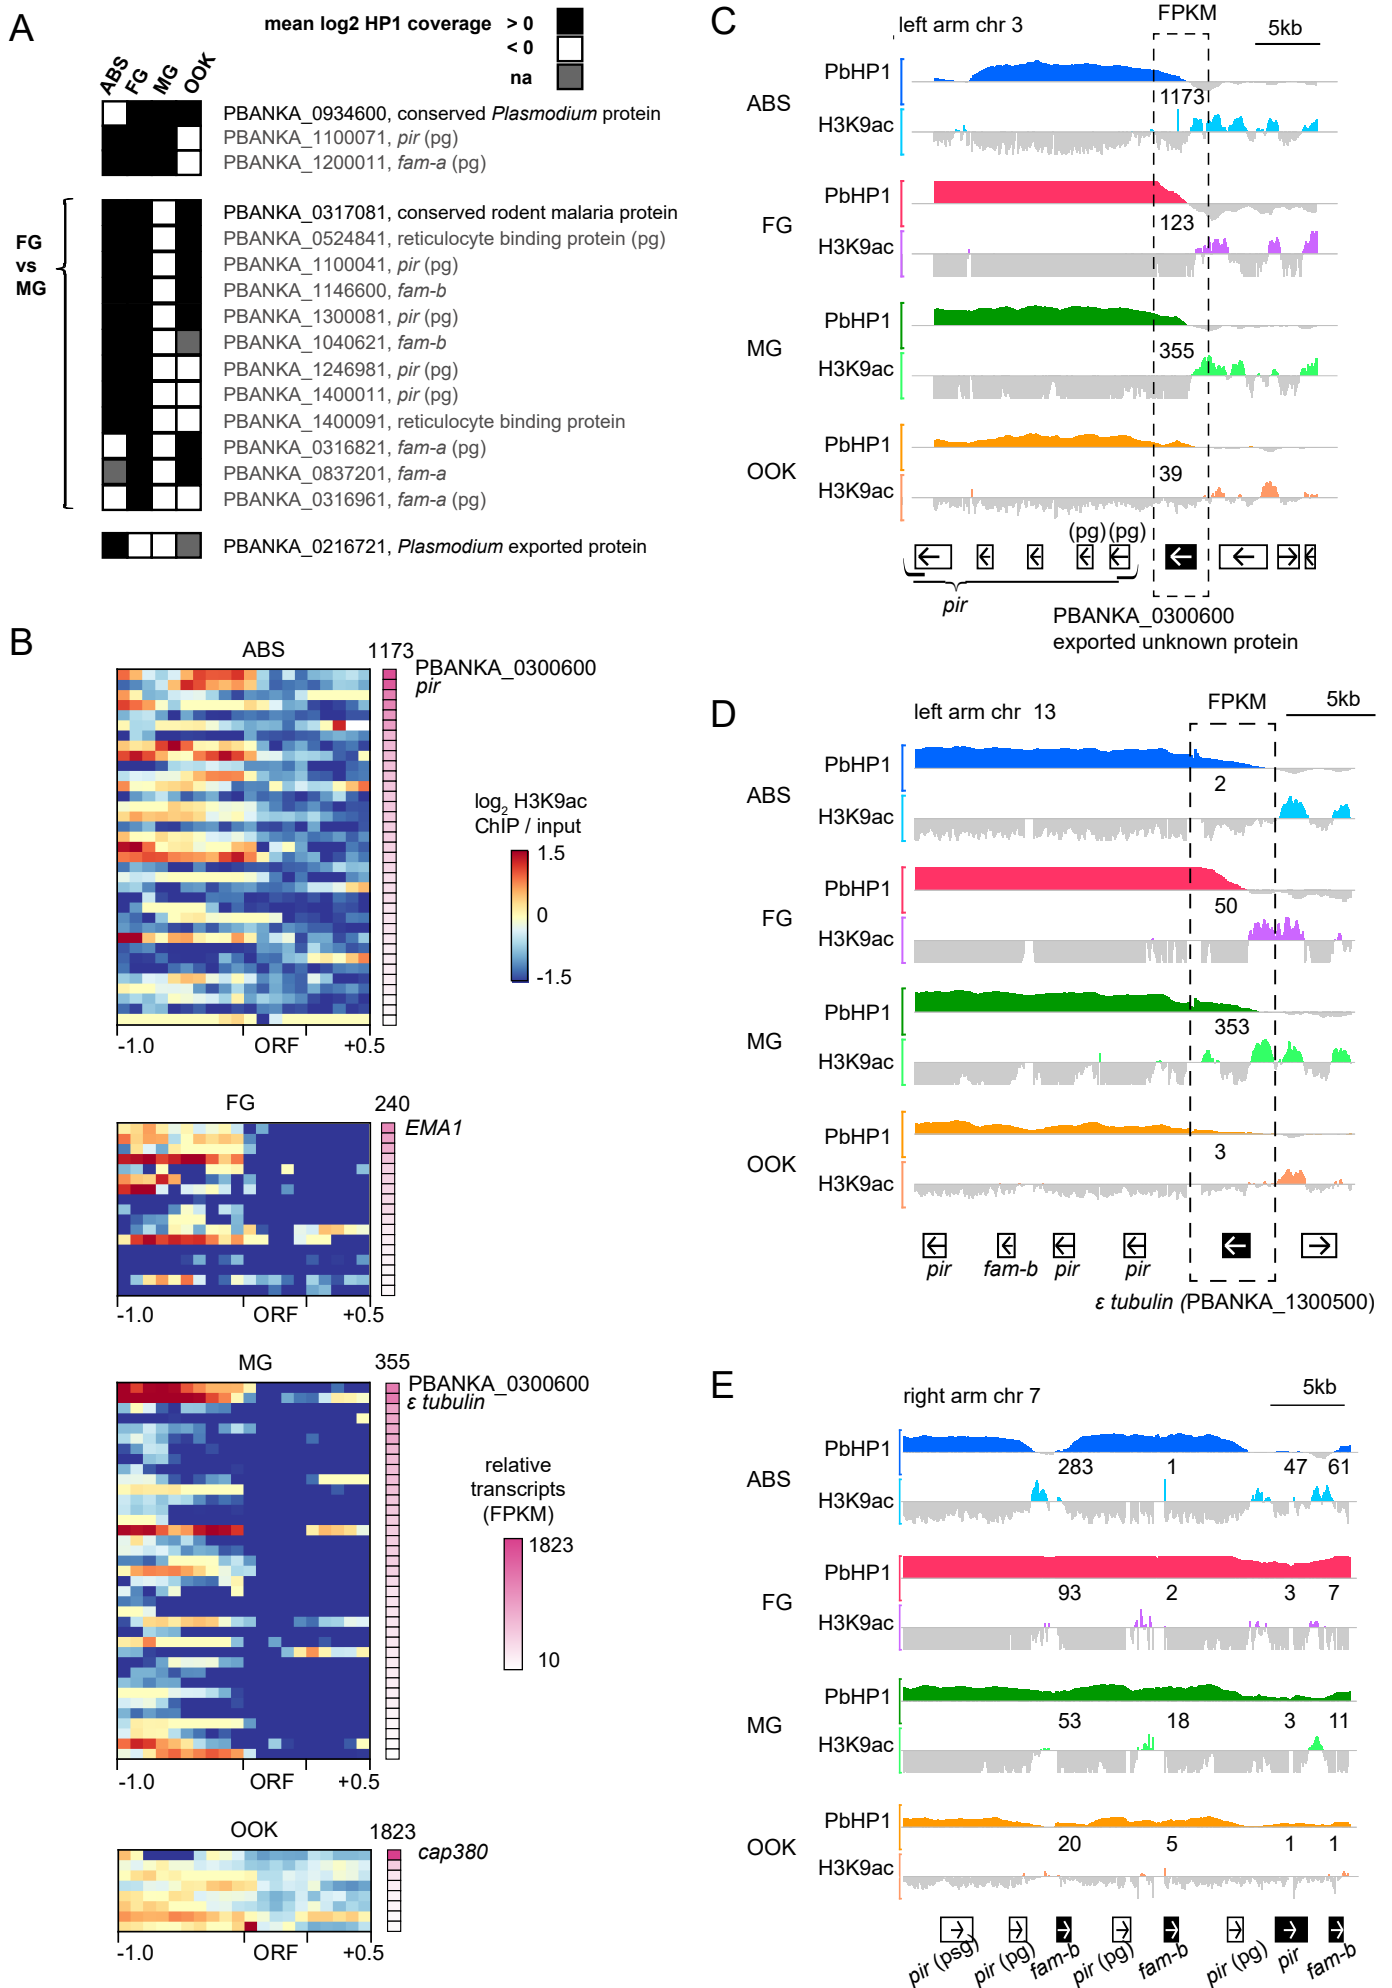 A
mean log2 HP1 coverage > 0
< 0
na
ABS FG MG OOK
PBANKA_0934600, conserved Plasmodium protein
PBANKA_1100071, pir (pg)
PBANKA_1200011, fam-a (pg)
FG
vs
MG
PBANKA_0317081, conserved rodent malaria protein
PBANKA_0524841, reticulocyte binding protein (pg)
PBANKA_1100041, pir (pg)
PBANKA_1146600, fam-b
PBANKA_1300081, pir (pg)
PBANKA_1040621, fam-b
PBANKA_1246981, pir (pg)
PBANKA_1400011, pir (pg)
PBANKA_1400091, reticulocyte binding protein
PBANKA_0316821, fam-a (pg)
PBANKA_0837201, fam-a
PBANKA_0316961, fam-a (pg)
PBANKA_0216721, Plasmodium exported protein
B
ABS 1173
PBANKA_0300600
pir
log2 H3K9ac
ChIP / input
1.5
0
-1.5
-1.0 ORF +0.5
FG 240
EMA1
-1.0 ORF +0.5
MG 355
PBANKA_0300600
ε tubulin
relative
transcripts
(FPKM)
1823
10
-1.0 ORF +0.5
OOK 1823
cap380
-1.0 ORF +0.5
C
left arm chr 3 FPKM 5kb
ABS
PbHP1
1173
H3K9ac
FG
PbHP1
123
H3K9ac
MG
PbHP1
355
H3K9ac
OOK
PbHP1
39
H3K9ac
(pg) (pg)
pir
PBANKA_0300600
exported unknown protein
D
left arm chr 13 FPKM 5kb
ABS
PbHP1
2
H3K9ac
FG
PbHP1
50
H3K9ac
MG
PbHP1
353
H3K9ac
OOK
PbHP1
3
H3K9ac
pir fam-b pir pir
ε tubulin (PBANKA_1300500)
E
right arm chr 7 5kb
ABS
PbHP1
283 1 47 61
H3K9ac
FG
PbHP1
93 2 3 7
H3K9ac
MG
PbHP1
53 18 3 11
H3K9ac
OOK
PbHP1
20 5 1 1
H3K9ac
pir (psg) pir (pg) fam-b pir (pg) fam-b pir (pg) pir fam-b